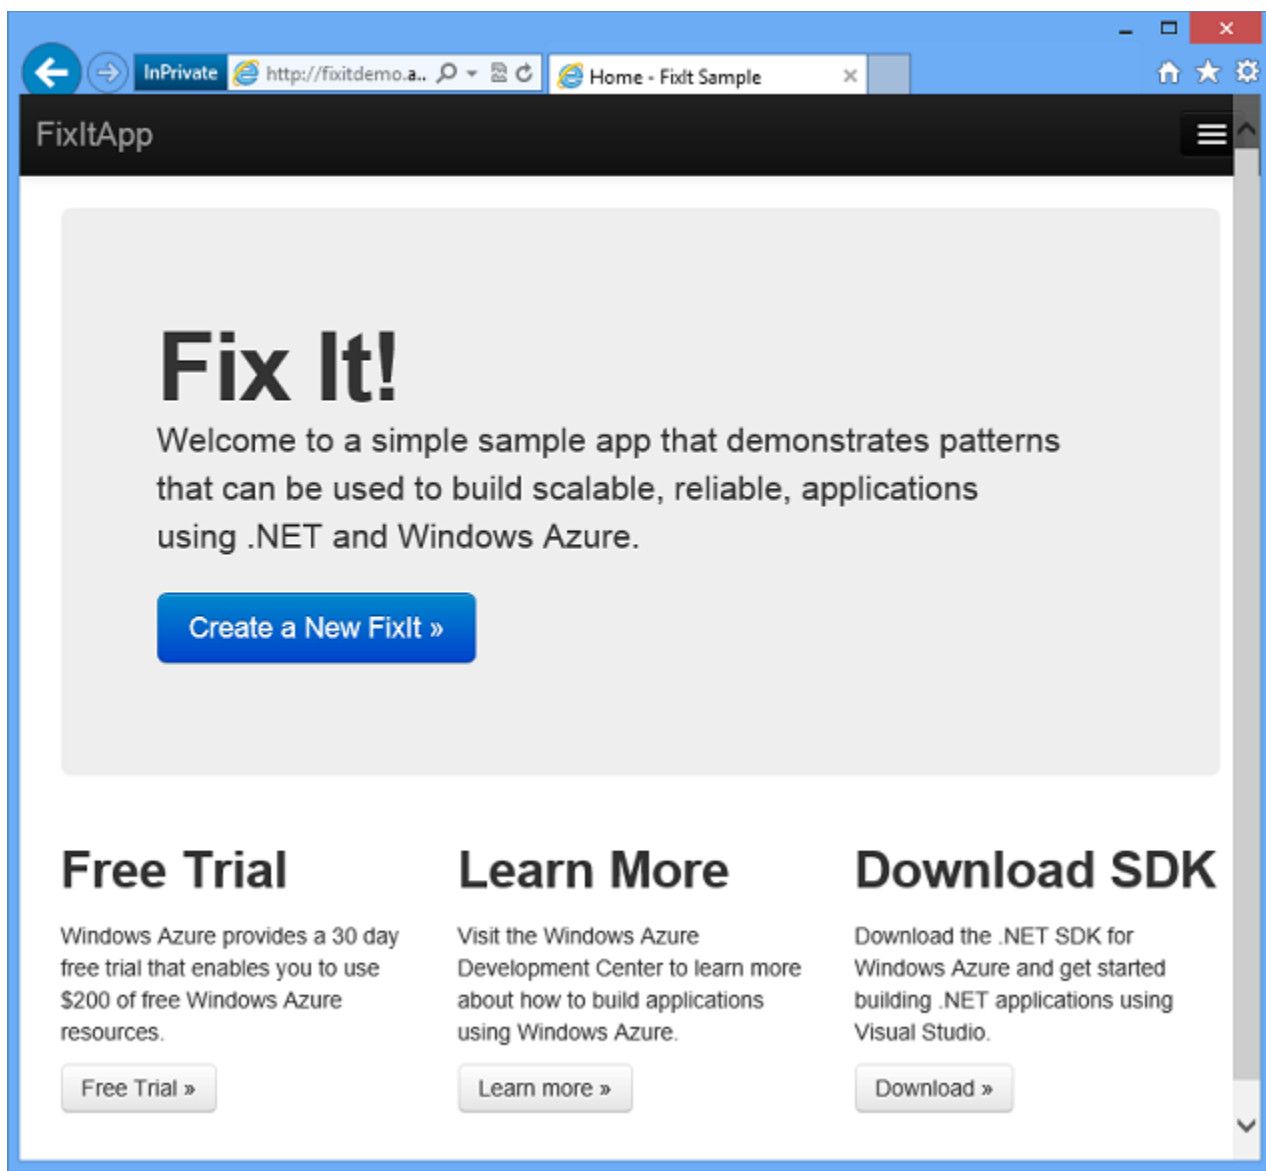 InPrivate http://fixitdemo.a.. Home - FixIt Sample
FixItApp
Fix It!
Welcome to a simple sample app that demonstrates patterns
that can be used to build scalable, reliable, applications
using .NET and Windows Azure.
Create a New FixIt »
Free Trial
Windows Azure provides a 30 day
free trial that enables you to use
$200 of free Windows Azure
resources.
Free Trial »
Learn More
Visit the Windows Azure
Development Center to learn more
about how to build applications
using Windows Azure.
Learn more »
Download SDK
Download the .NET SDK for
Windows Azure and get started
building .NET applications using
Visual Studio.
Download »